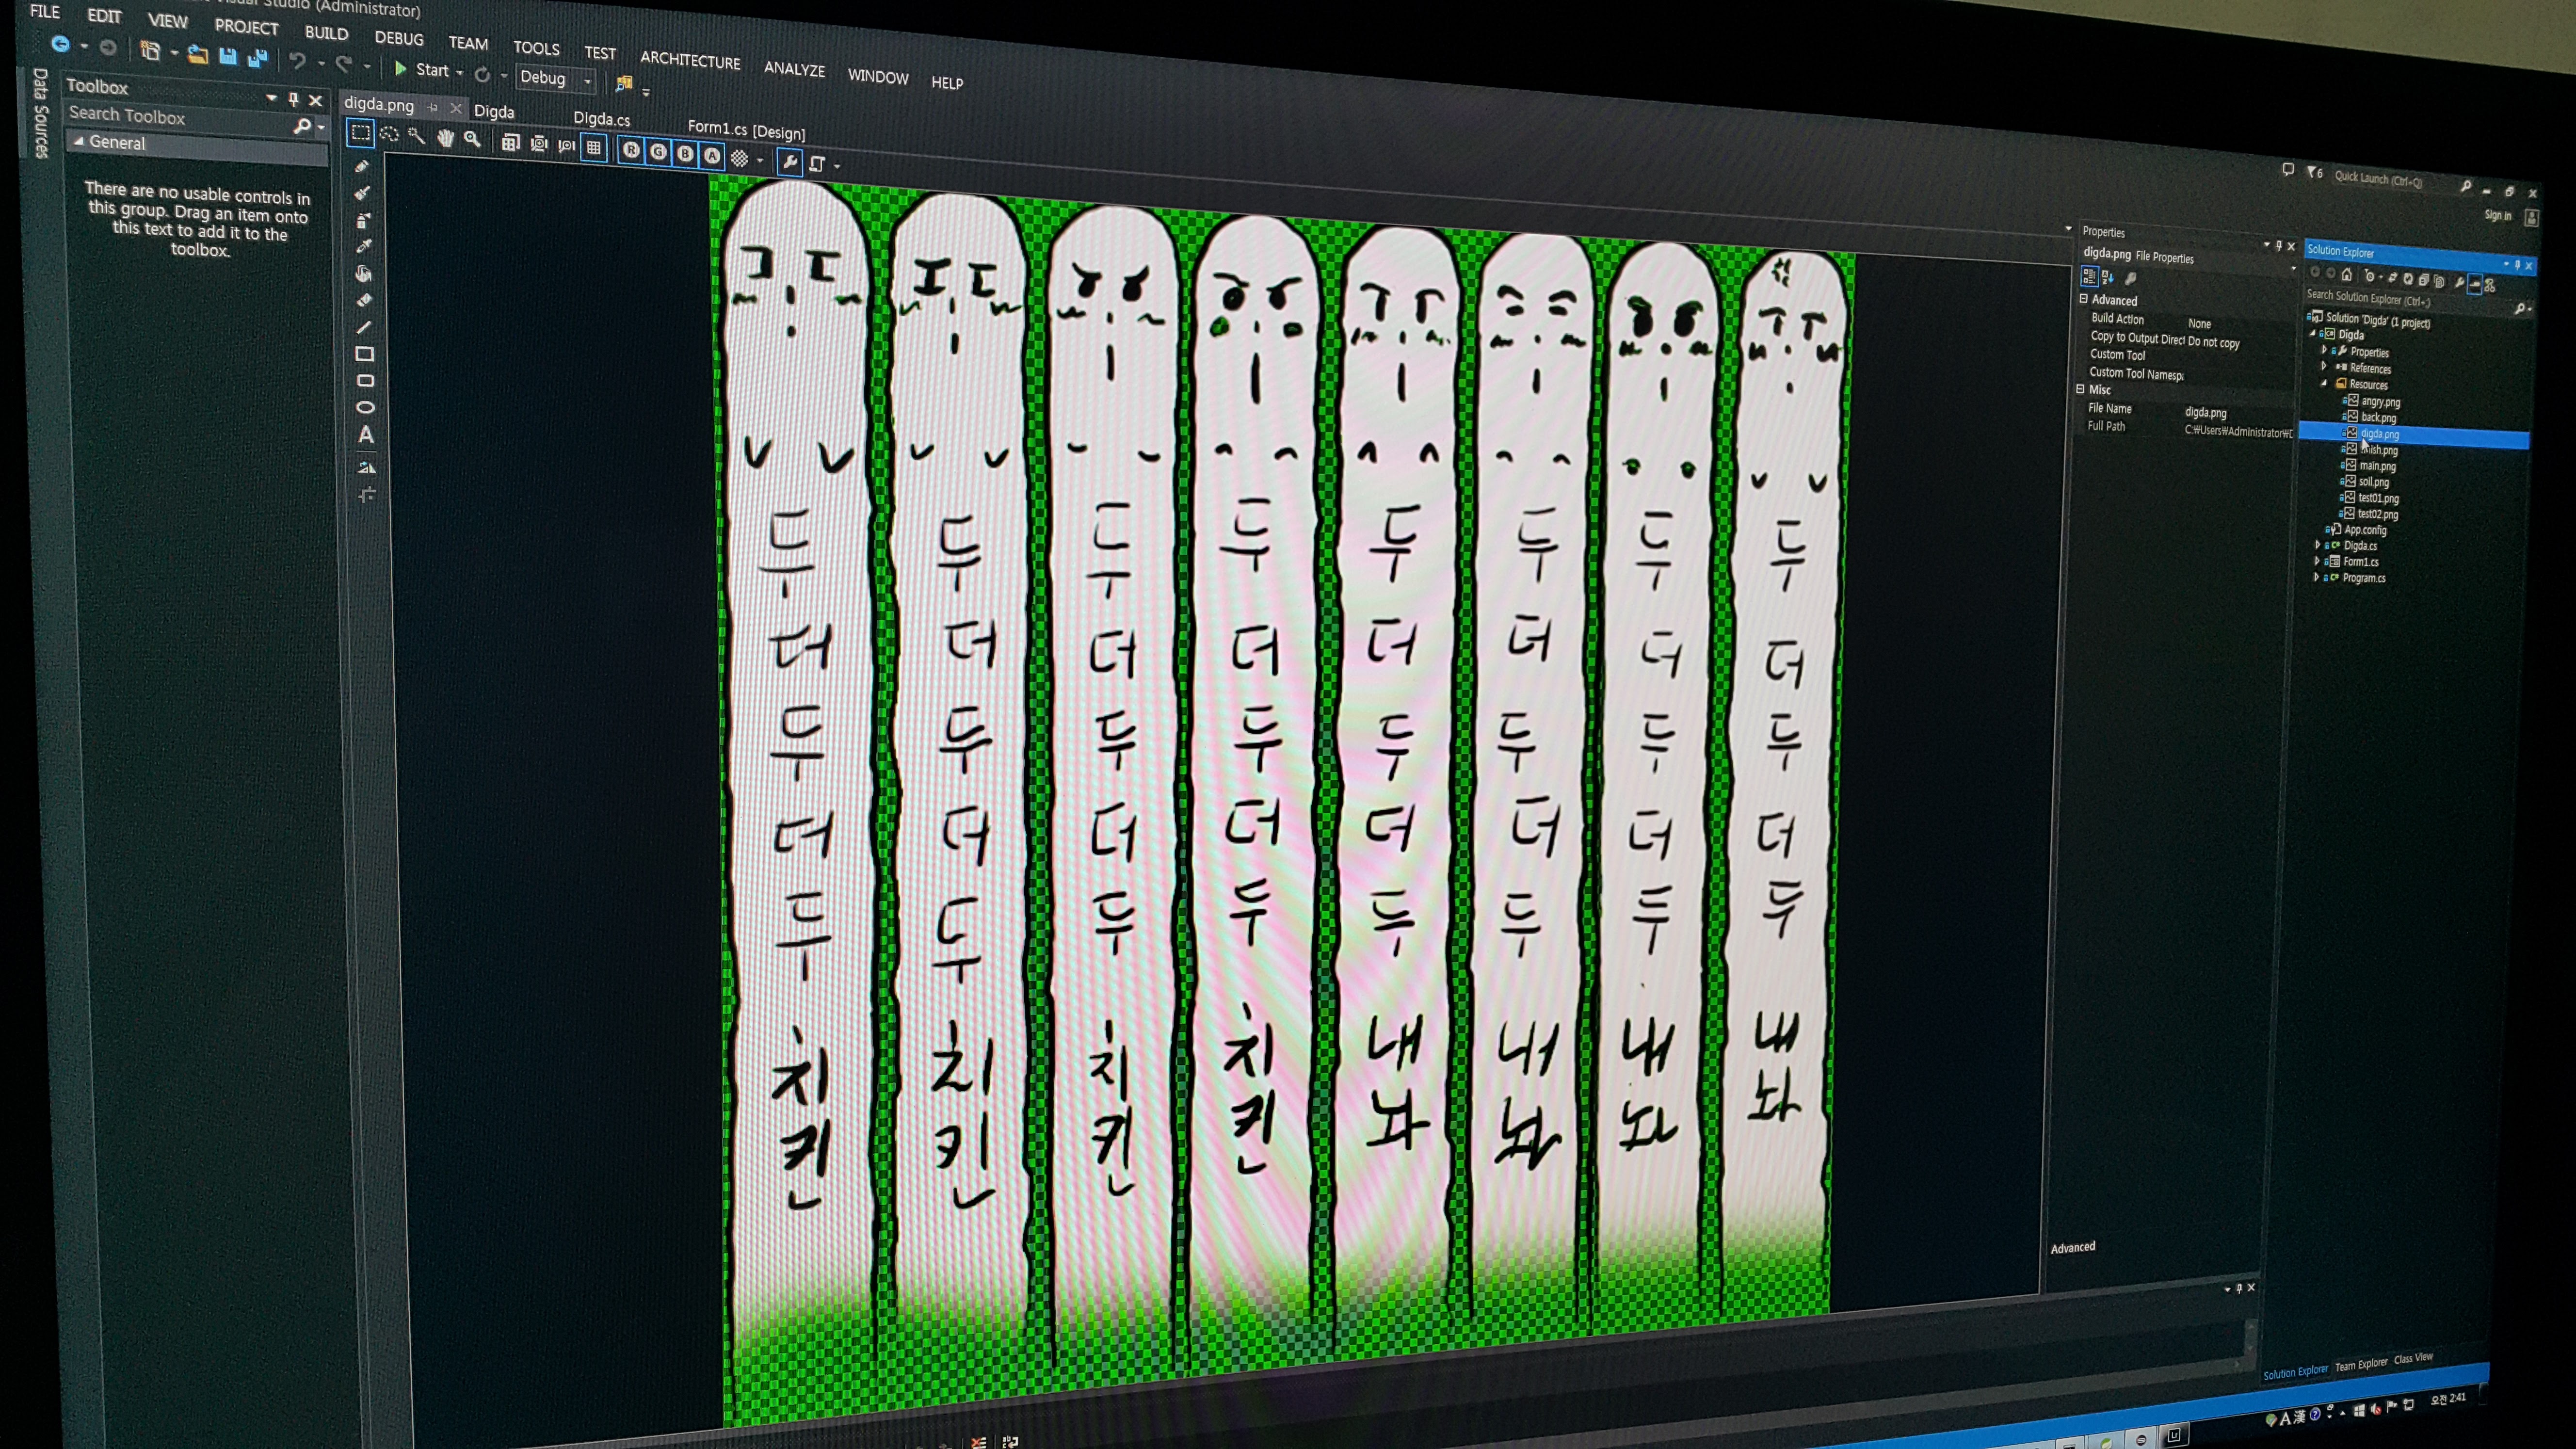 Visual Studio (Administrator)
FILE EDIT VIEW PROJECT BUILD DEBUG TEAM TOOLS TEST ARCHITECTURE ANALYZE WINDOW HELP
Start Debug
Quick Launch (Ctrl+Q)
6
Sign in
Data Sources
Toolbox
Search Toolbox
General
There are no usable controls in
this group. Drag an item onto
this text to add it to the
toolbox.
digda.png Digda Digda.cs Form1.cs [Design]
R G B A
A
두더두더두 치킨
두더두더두 치킨
두더두더두 치킨
두더두더두 치킨
두더두더두 내놔
두더두더두 내놔
두더두더두 내놔
두더두더두 내놔
Properties
digda.png File Properties
Advanced
Build Action None
Copy to Output Direct Do not copy
Custom Tool
Custom Tool Namesp
Misc
File Name digda.png
Full Path C:₩Users₩Administrator₩D
Advanced
Solution Explorer
Search Solution Explorer (Ctrl+;)
Solution 'Digda' (1 project)
Digda
Properties
References
Resources
angry.png
back.png
digda.png
main.png
soil.png
test01.png
test02.png
App.config
Digda.cs
Form1.cs
Program.cs
Solution Explorer Team Explorer Class View
A 漢
오전 2:41
Lr